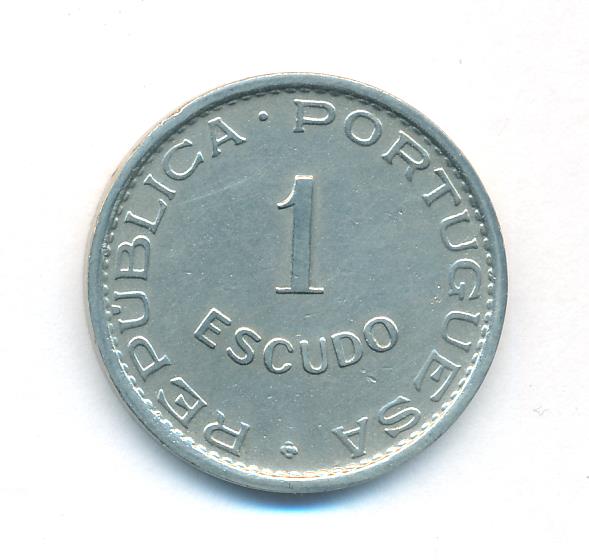 REPÚBLICA · PORTUGUESA
1
ESCUDO